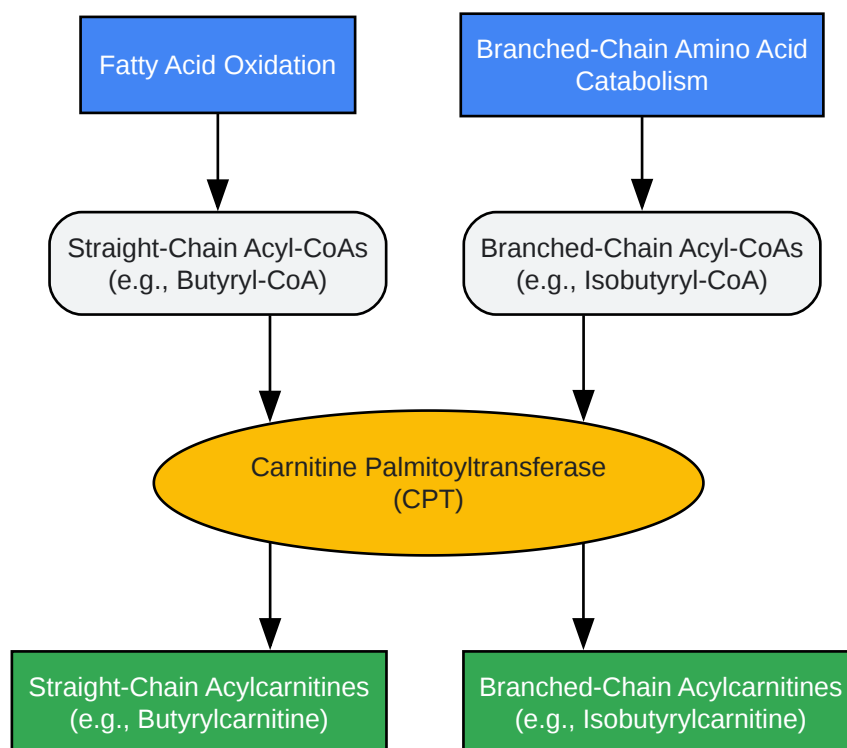 Fatty Acid Oxidation
Branched-Chain Amino Acid
Catabolism
Straight-Chain Acyl-CoAs
(e.g., Butyryl-CoA)
Branched-Chain Acyl-CoAs
(e.g., Isobutyryl-CoA)
Carnitine Palmitoyltransferase
(CPT)
Straight-Chain Acylcarnitines
(e.g., Butyrylcarnitine)
Branched-Chain Acylcarnitines
(e.g., Isobutyrylcarnitine)